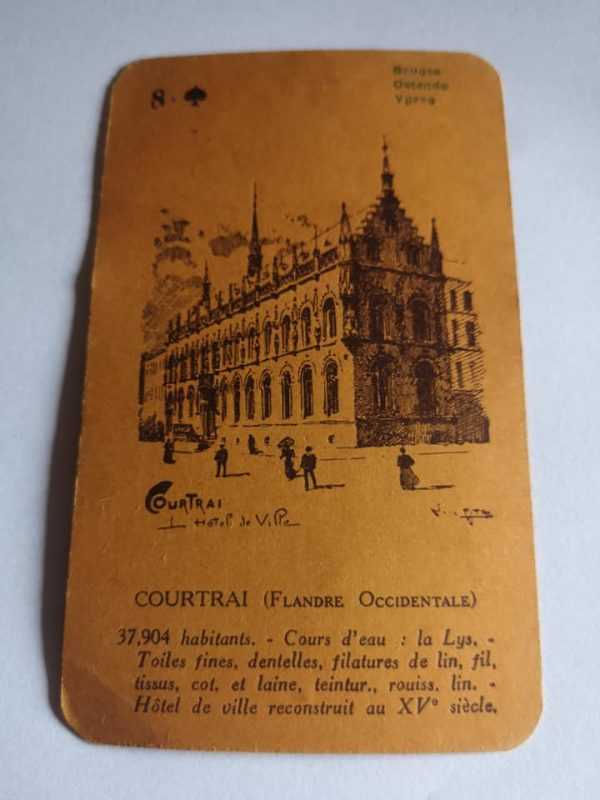 8 ♠
Bruges
Ostende
Ypres
COURTRAI
L'Hôtel de Ville
COURTRAI (FLANDRE OCCIDENTALE)
37,904 habitants. - Cours d'eau : la Lys. -
Toiles fines, dentelles, filatures de lin, fil,
tissus, cot. et laine, teintur., rouiss. lin. -
Hôtel de ville reconstruit au XVᵉ siècle.